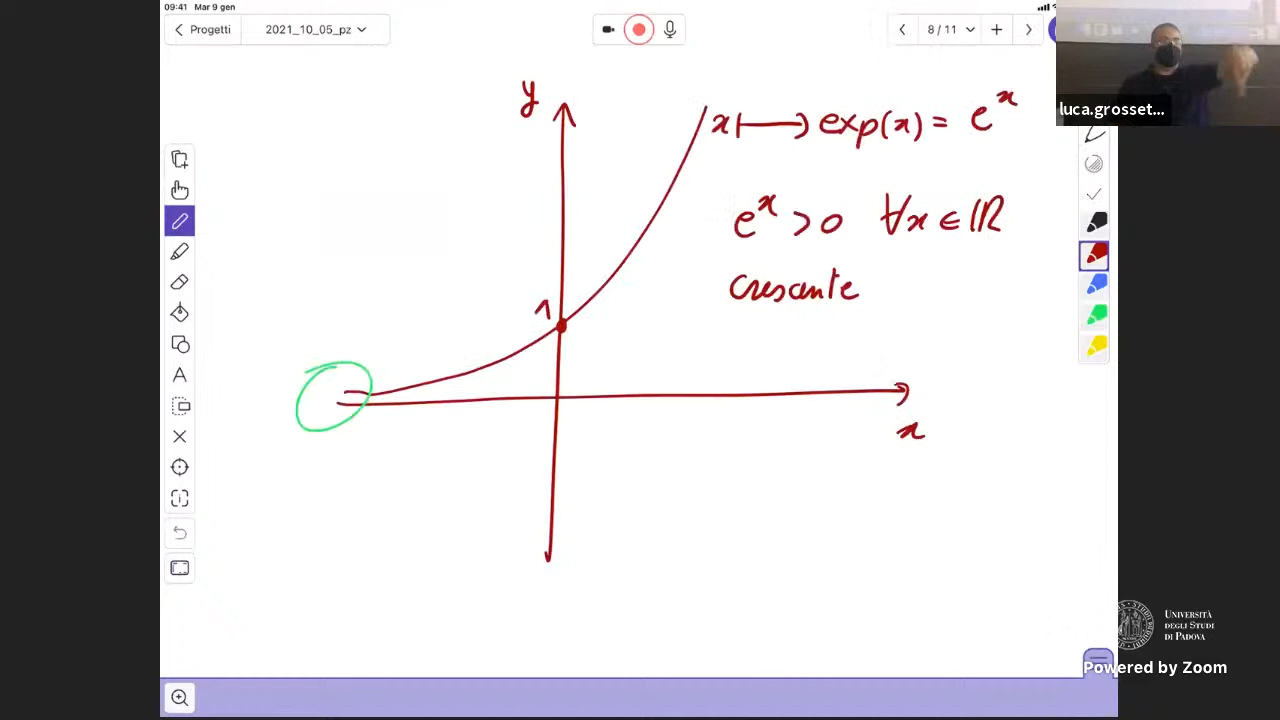 09:41 Mar 9 gen
Progetti
2021_10_05_pz
8 / 11
luca.grosset...
y
x ↦ exp(x) = e^x
e^x > 0 ∀x ∈ ℝ
crescente
1
x
A
UNIVERSITÀ
DEGLI STUDI
DI PADOVA
Powered by Zoom